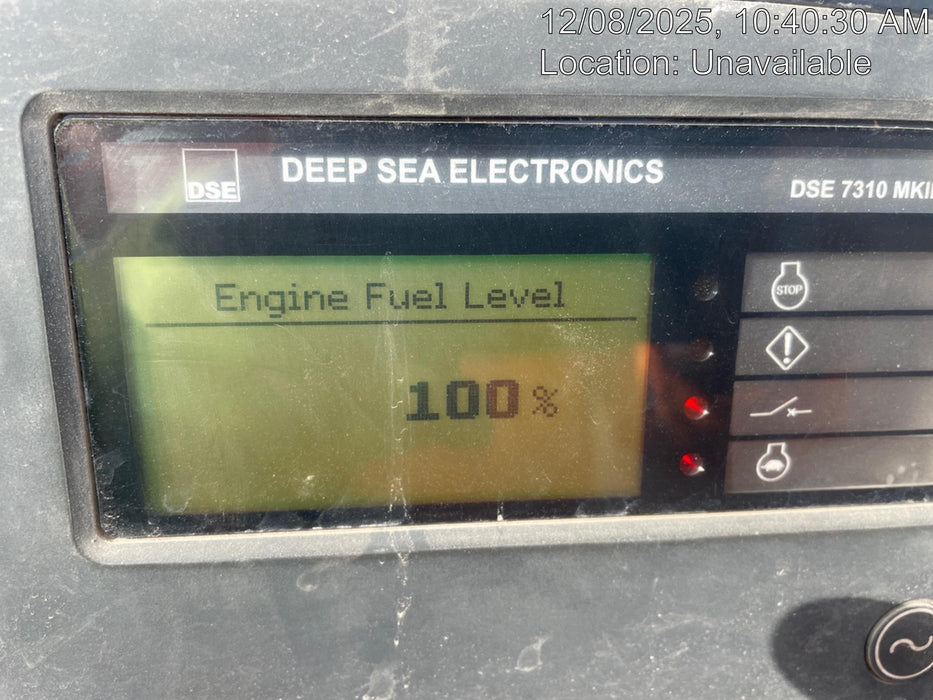 12/08/2025, 10:40:30 AM
Location: Unavailable
DSE
DEEP SEA ELECTRONICS
DSE 7310 MKII
Engine Fuel Level
100 %
STOP